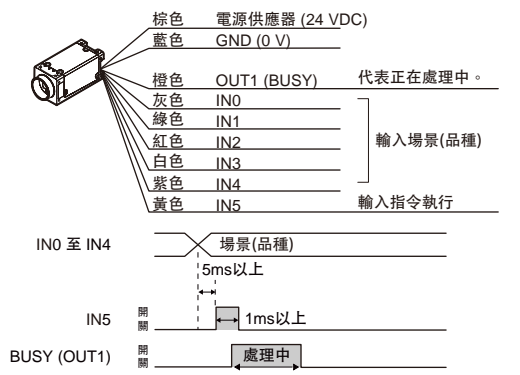 棕色 電源供應器 (24 VDC)
藍色 GND (0 V)
橙色 OUT1 (BUSY) 代表正在處理中。
灰色 IN0
綠色 IN1
紅色 IN2
輸入場景(品種)
白色 IN3
紫色 IN4
黃色 IN5 輸入指令執行
IN0 至 IN4 場景(品種)
5ms以上
IN5 開 關 1ms以上
BUSY (OUT1) 開 關 處理中